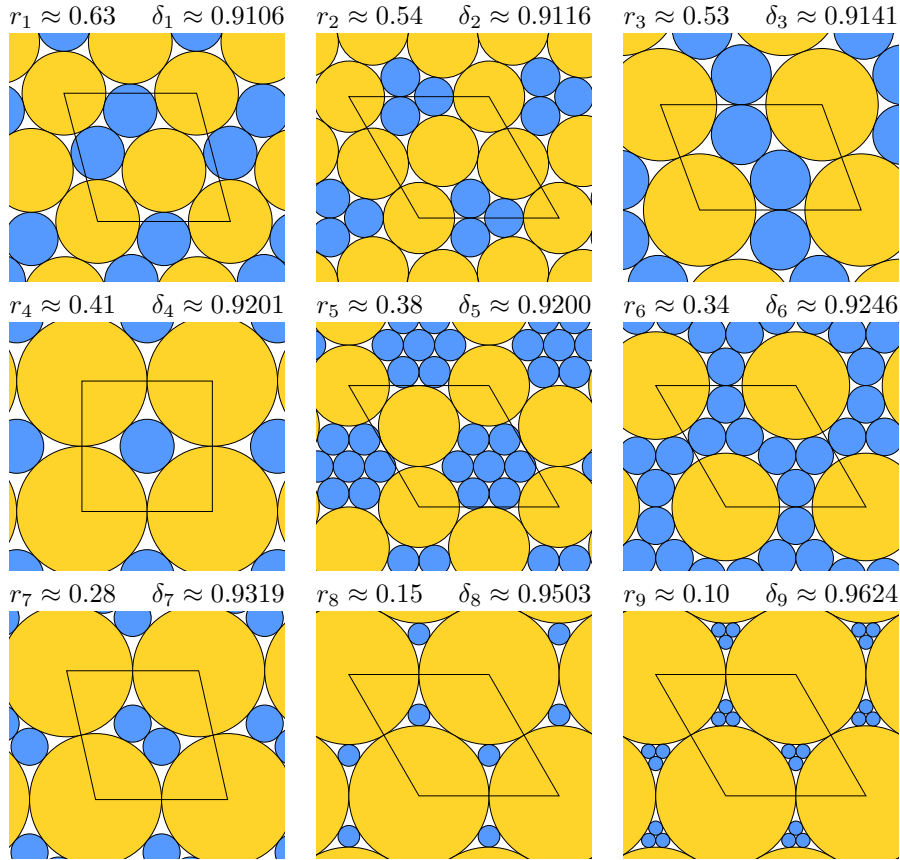 r₁ ≈ 0.63 δ₁ ≈ 0.9106 r₂ ≈ 0.54 δ₂ ≈ 0.9116 r₃ ≈ 0.53 δ₃ ≈ 0.9141
r₄ ≈ 0.41 δ₄ ≈ 0.9201 r₅ ≈ 0.38 δ₅ ≈ 0.9200 r₆ ≈ 0.34 δ₆ ≈ 0.9246
r₇ ≈ 0.28 δ₇ ≈ 0.9319 r₈ ≈ 0.15 δ₈ ≈ 0.9503 r₉ ≈ 0.10 δ₉ ≈ 0.9624